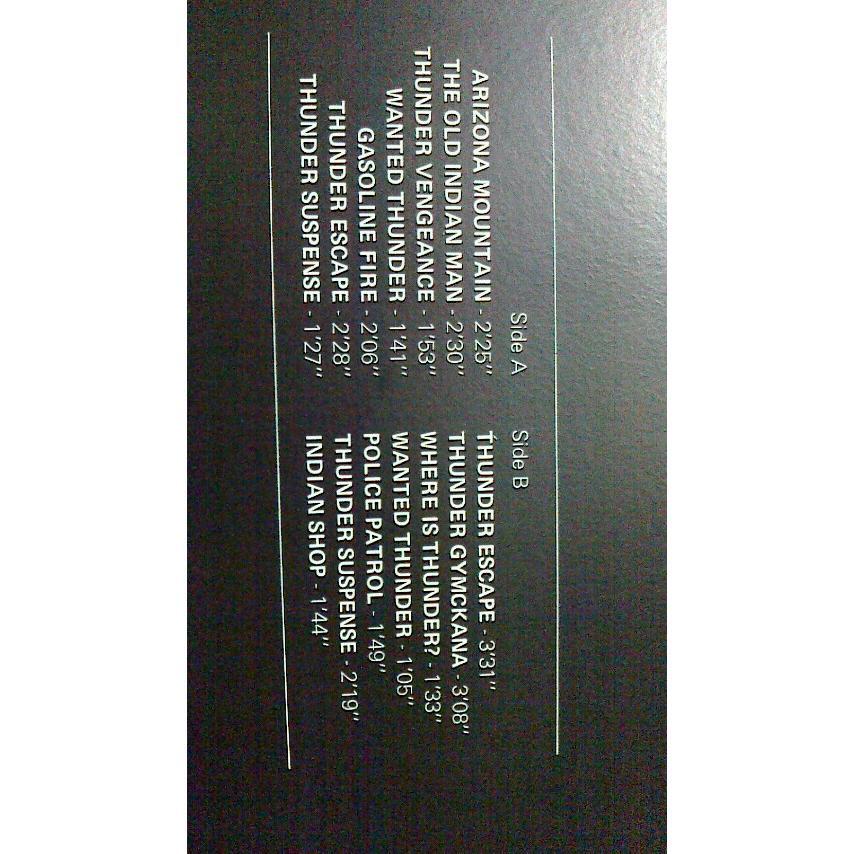 Side A
ARIZONA MOUNTAIN - 2'25"
THE OLD INDIAN MAN - 2'30"
THUNDER VENGEANCE - 1'53"
WANTED THUNDER - 1'41"
GASOLINE FIRE - 2'06"
THUNDER ESCAPE - 2'28"
THUNDER SUSPENSE - 1'27"
Side B
THUNDER ESCAPE - 3'31"
THUNDER GYMCKANA - 3'08"
WHERE IS THUNDER? - 1'33"
WANTED THUNDER - 1'05"
POLICE PATROL - 1'49"
THUNDER SUSPENSE - 2'19"
INDIAN SHOP - 1'44"